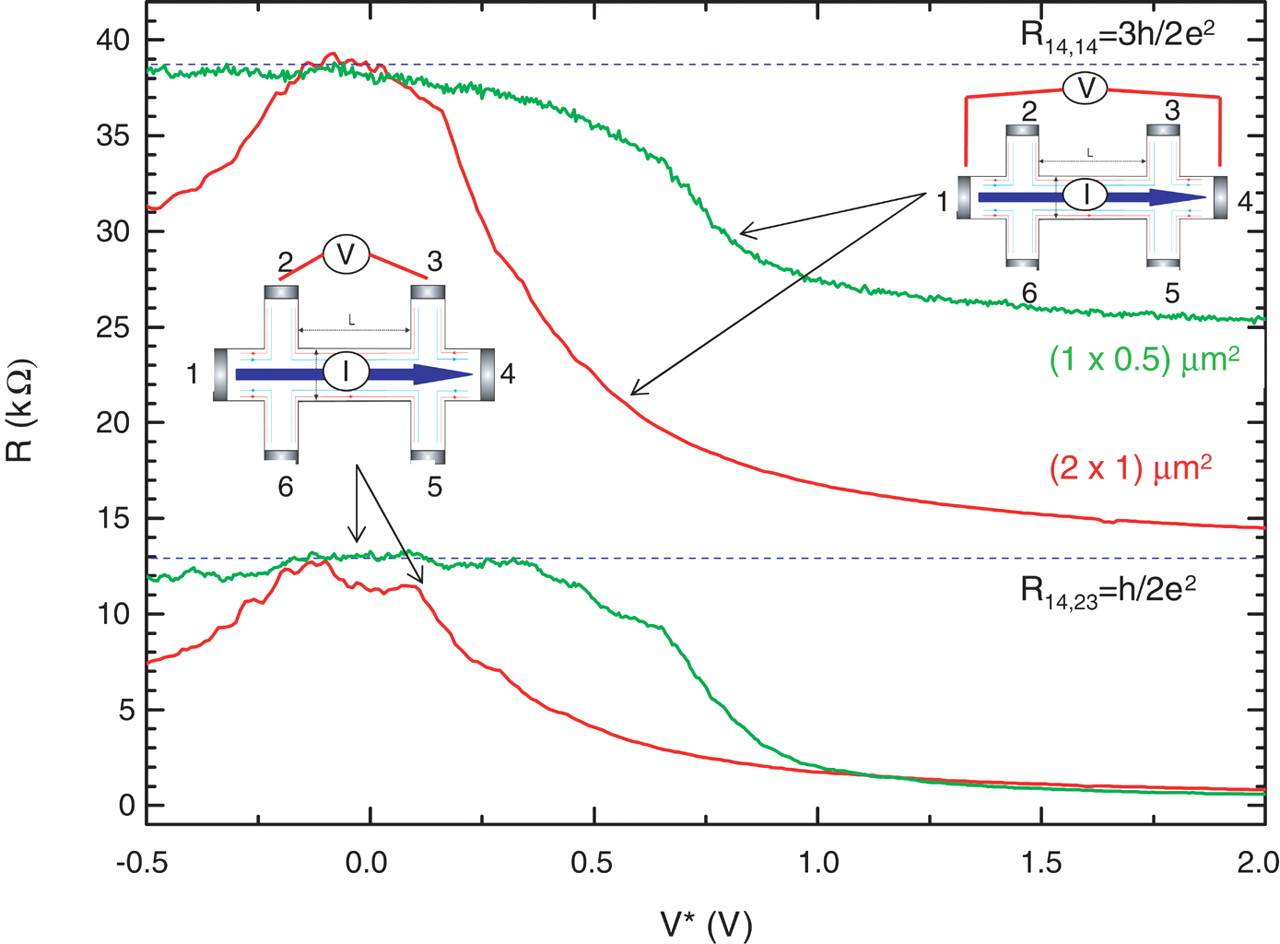 R₁₄,₁₄=3h/2e²
V
2 3
L
1 I 4
6 5
V
2 3
L
1 I 4
6 5
(1 x 0.5) μm²
(2 x 1) μm²
R₁₄,₂₃=h/2e²
R (kΩ)
40
35
30
25
20
15
10
5
0
-0.5 0.0 0.5 1.0 1.5 2.0
V* (V)